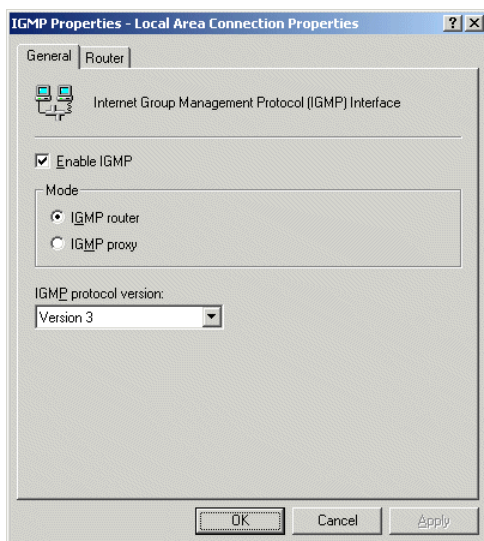 IGMP Properties - Local Area Connection Properties
General
Router
Internet Group Management Protocol (IGMP) Interface
Enable IGMP
Mode
IGMP router
IGMP proxy
IGMP protocol version:
Version 3
OK
Cancel
Apply